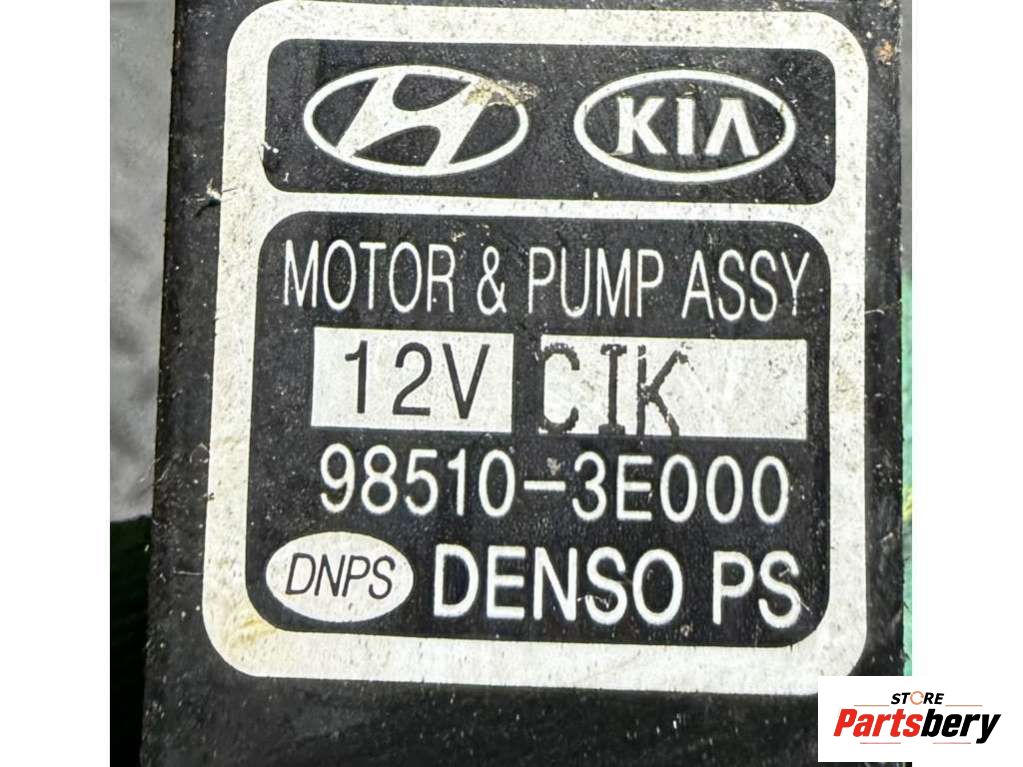 KIA
MOTOR & PUMP ASSY
12V CIK
98510-3E000
DNPS DENSO PS
STORE
Partsbery